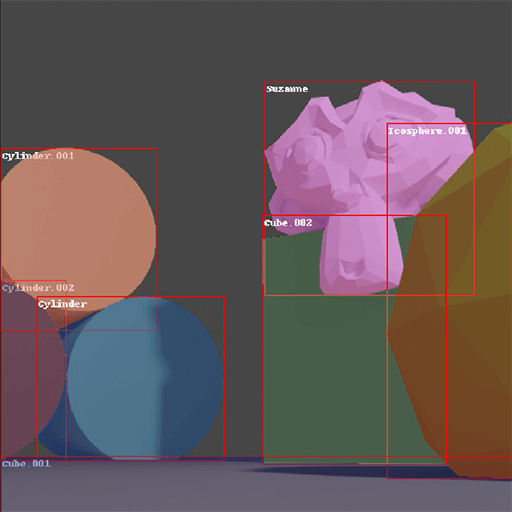 Suzanne
Icosphere.001
Cylinder.001
Cube.002
Cylinder.002
Cylinder
Cube.001